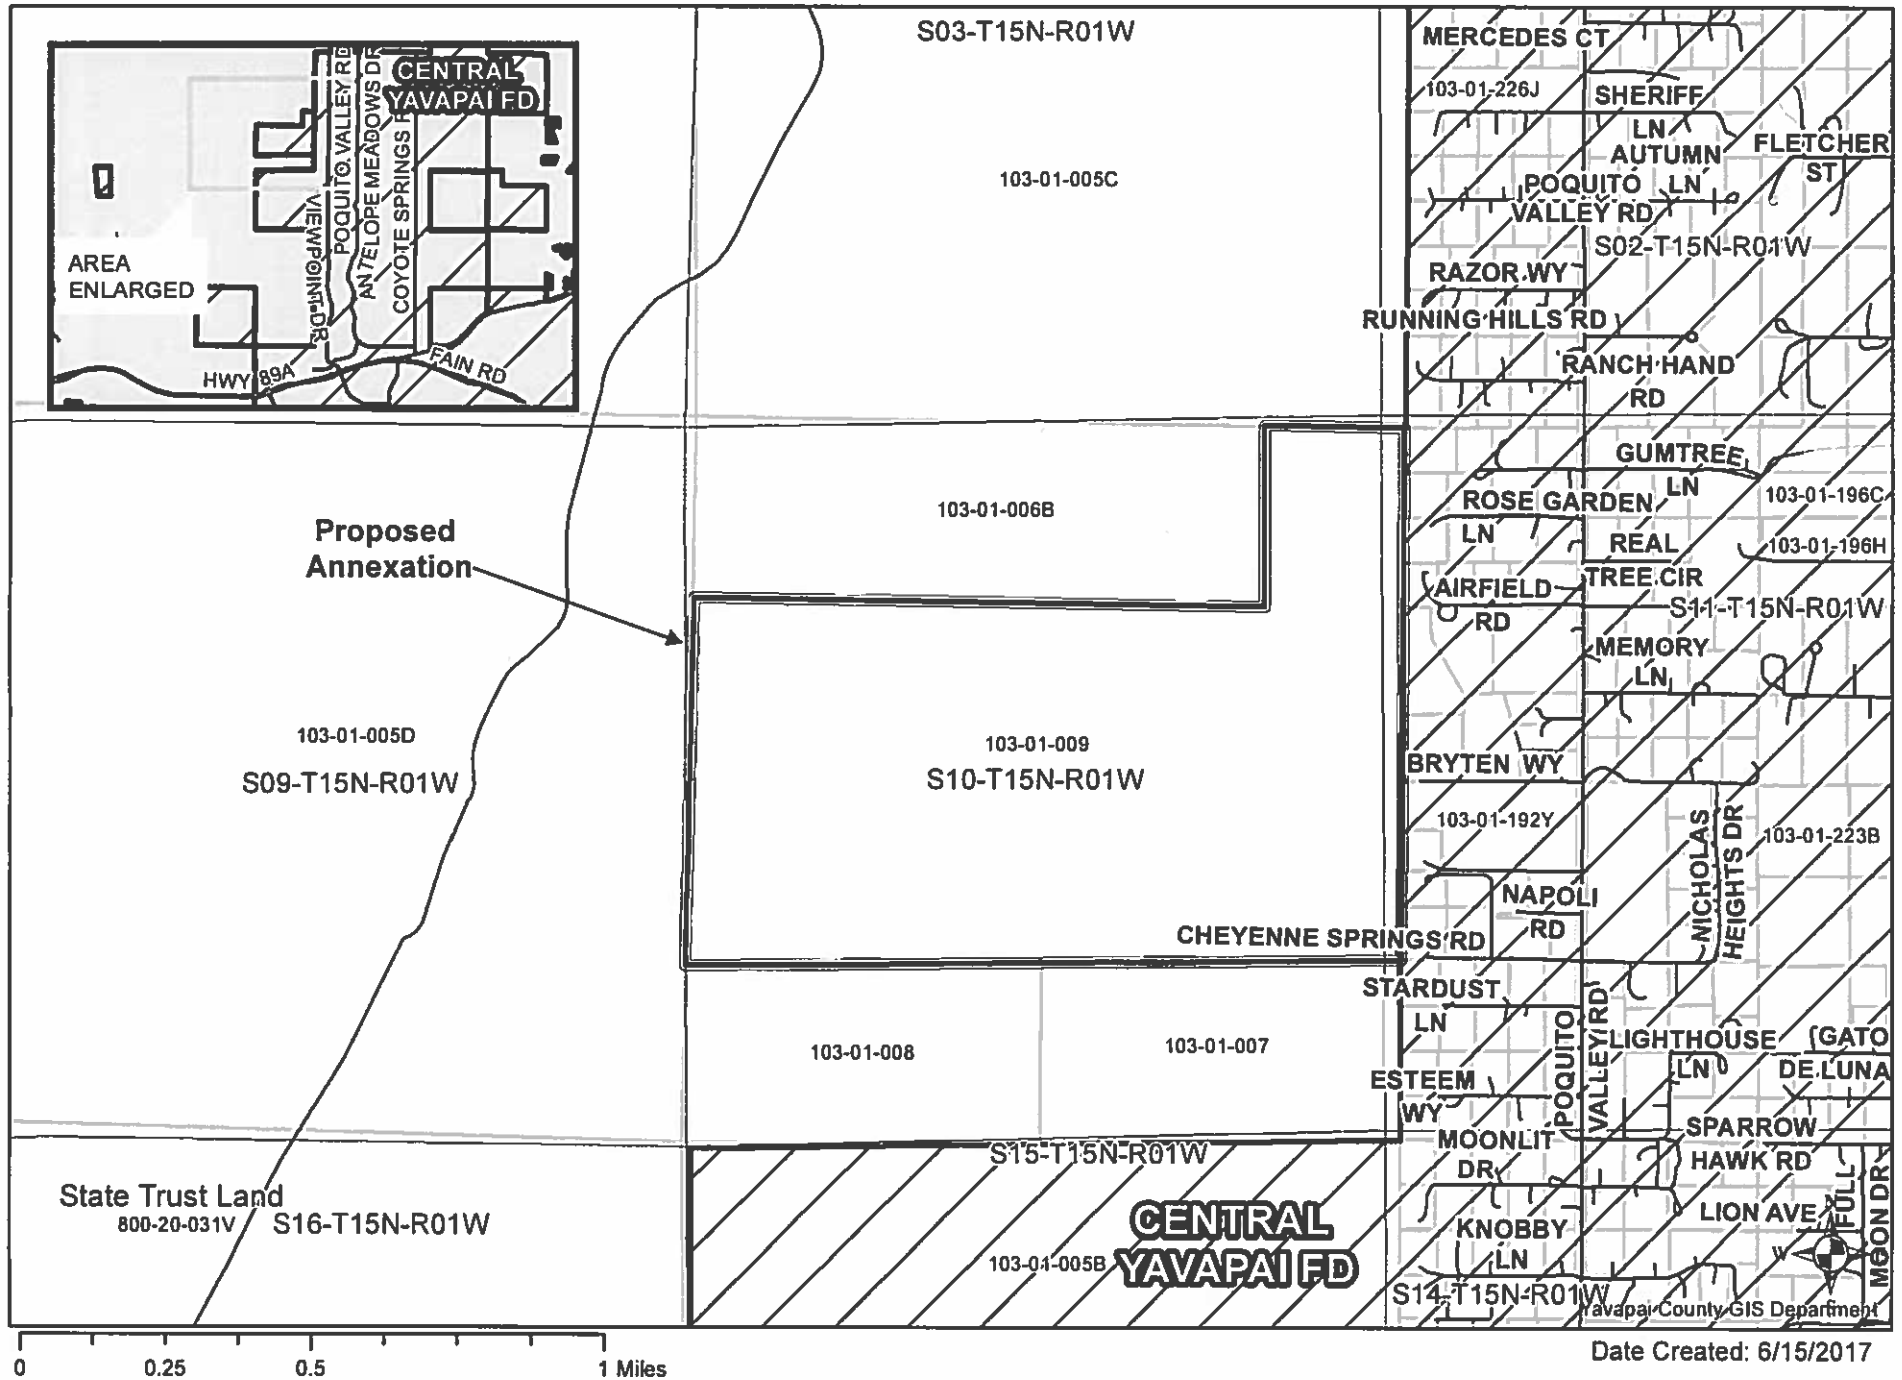 S03-T15N-R01W
MERCEDES CT
103-01-226J
SHERIFF
LN
AUTUMN
LN
FLETCHER
ST
103-01-005C
POQUITO
VALLEY RD
S02-T15N-R01W
RAZOR WY
RUNNING HILLS RD
RANCH HAND
RD
CENTRAL
YAVAPAI FD
POQUITO VALLEY RD
ANTELOPE MEADOWS DR
COYOTE SPRINGS R
VIEWPOINT DR
AREA
ENLARGED
HWY 89A
FAIN RD
GUMTREE
LN
103-01-196C
103-01-006B
ROSE GARDEN
LN
Proposed
Annexation
REAL
TREE CIR
103-01-196H
AIRFIELD
RD
S11-T15N-R01W
MEMORY
LN
103-01-005D
S09-T15N-R01W
103-01-009
S10-T15N-R01W
BRYTEN WY
103-01-192Y
NICHOLAS
HEIGHTS DR
103-01-223B
NAPOLI
RD
CHEYENNE SPRINGS RD
STARDUST
LN
POQUITO
VALLEY RD
LIGHTHOUSE
LN
GATO
DE LUNA
103-01-008
103-01-007
ESTEEM
WY
SPARROW
HAWK RD
MOONLIT
DR
S15-T15N-R01W
State Trust Land
800-20-031V
S16-T15N-R01W
CENTRAL
YAVAPAI FD
103-01-005B
KNOBBY
LN
LION AVE
FULL
MOON DR
N
W
S14-T15N-R01W
Yavapai County GIS Department
0 0.25 0.5 1 Miles
Date Created: 6/15/2017